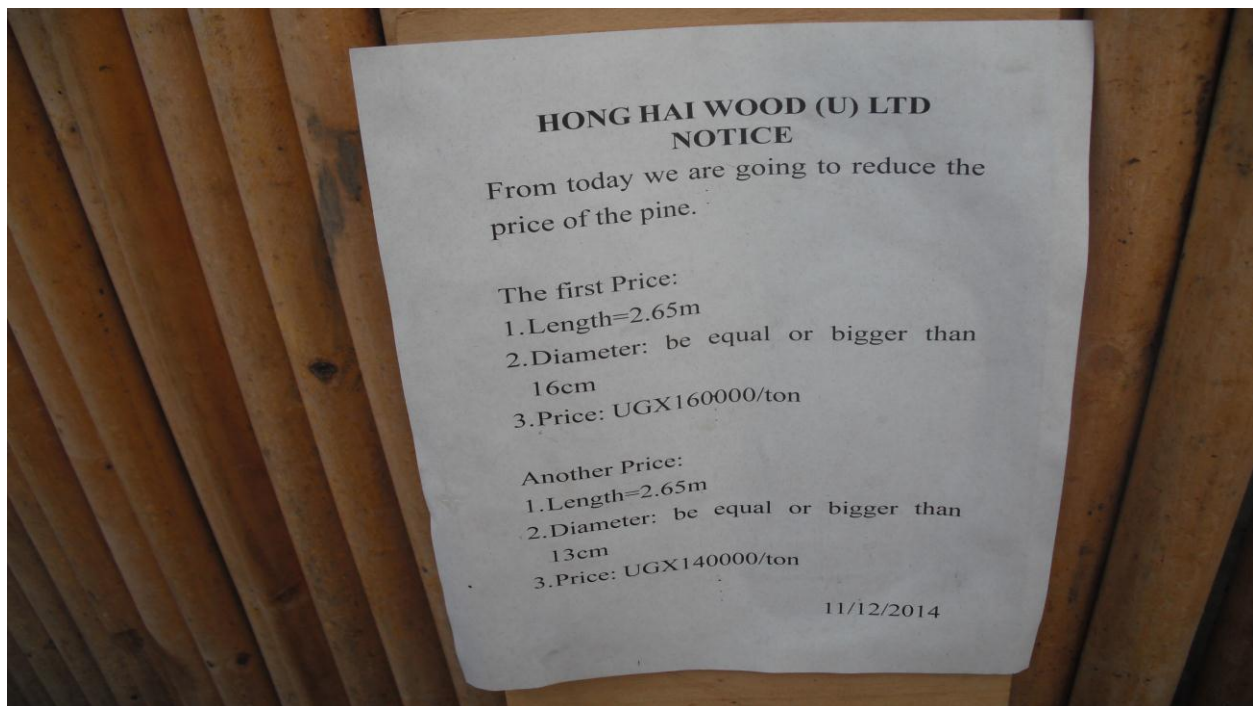 HONG HAI WOOD (U) LTD
NOTICE
From today we are going to reduce the
price of the pine.
The first Price:
1.Length=2.65m
2.Diameter: be equal or bigger than
16cm
3.Price: UGX160000/ton
Another Price:
1.Length=2.65m
2.Diameter: be equal or bigger than
13cm
3.Price: UGX140000/ton
11/12/2014